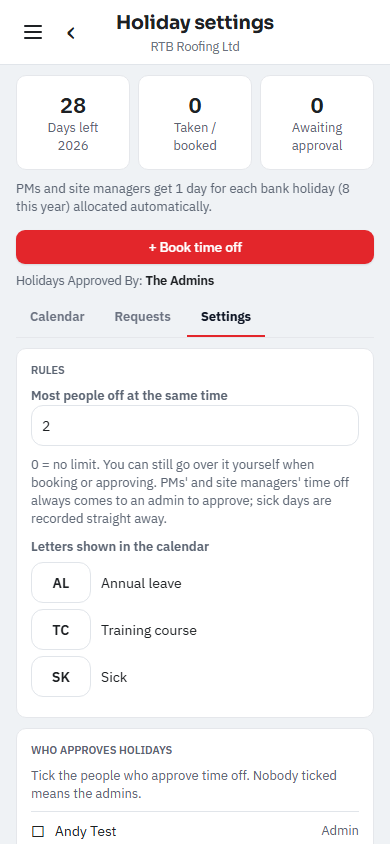 Holiday settings
RTB Roofing Ltd
28
Days left
2026
0
Taken /
booked
0
Awaiting
approval
PMs and site managers get 1 day for each bank holiday (8
this year) allocated automatically.
+ Book time off
Holidays Approved By: The Admins
Calendar
Requests
Settings
RULES
Most people off at the same time
2
0 = no limit. You can still go over it yourself when
booking or approving. PMs' and site managers' time off
always comes to an admin to approve; sick days are
recorded straight away.
Letters shown in the calendar
AL Annual leave
TC Training course
SK Sick
WHO APPROVES HOLIDAYS
Tick the people who approve time off. Nobody ticked
means the admins.
Andy Test Admin